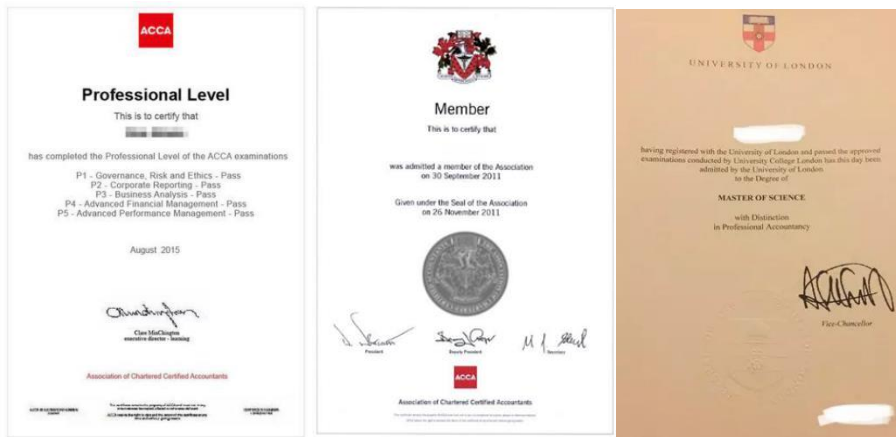 ACCA
Professional Level
This is to certify that
has completed the Professional Level of the ACCA examinations
P1 - Governance, Risk and Ethics - Pass
P2 - Corporate Reporting - Pass
P3 - Business Analysis - Pass
P4 - Advanced Financial Management - Pass
P5 - Advanced Performance Management - Pass
August 2015
Clare Minchington
executive director - learning
Association of Chartered Certified Accountants
Member
This is to certify that
was admitted a member of the Association
on 30 September 2011
Given under the Seal of the Association
on 26 November 2011
President
Deputy President
Secretary
ACCA
Association of Chartered Certified Accountants
UNIVERSITY OF LONDON
having registered with the University of London and passed the approved
examinations conducted by University College London has this day been
admitted by the University of London
to the Degree of
MASTER OF SCIENCE
with Distinction
in Professional Accountancy
Vice-Chancellor